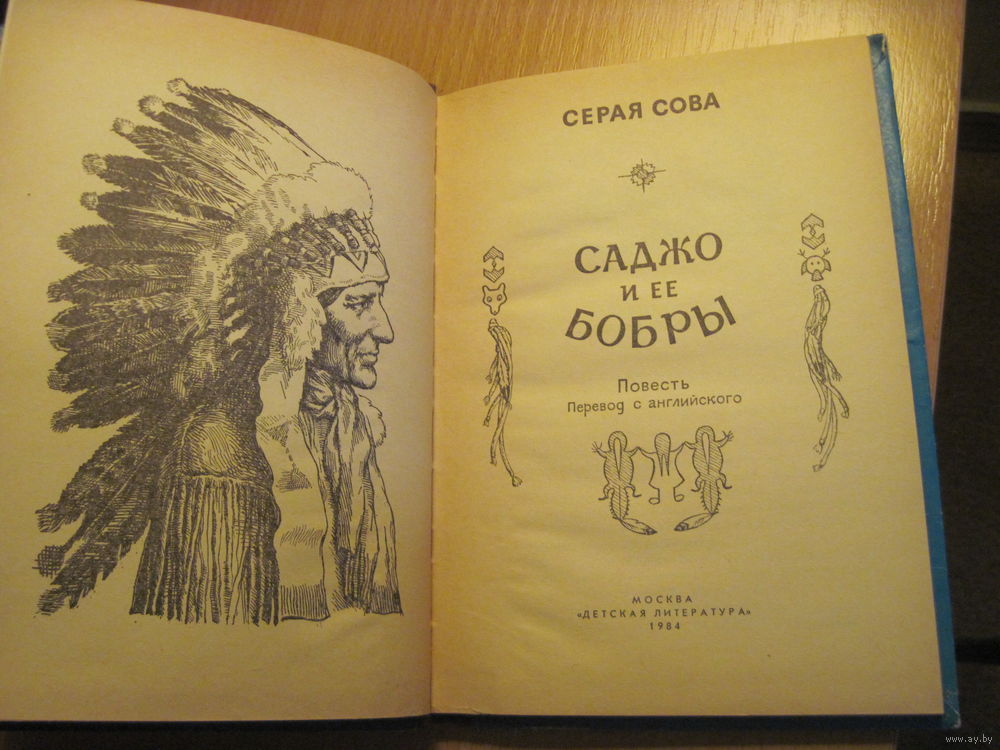 СЕРАЯ СОВА
САДЖО
И ЕЕ
БОБРЫ
Повесть
Перевод с английского
МОСКВА
«ДЕТСКАЯ ЛИТЕРАТУРА»
1984
www.ay.by